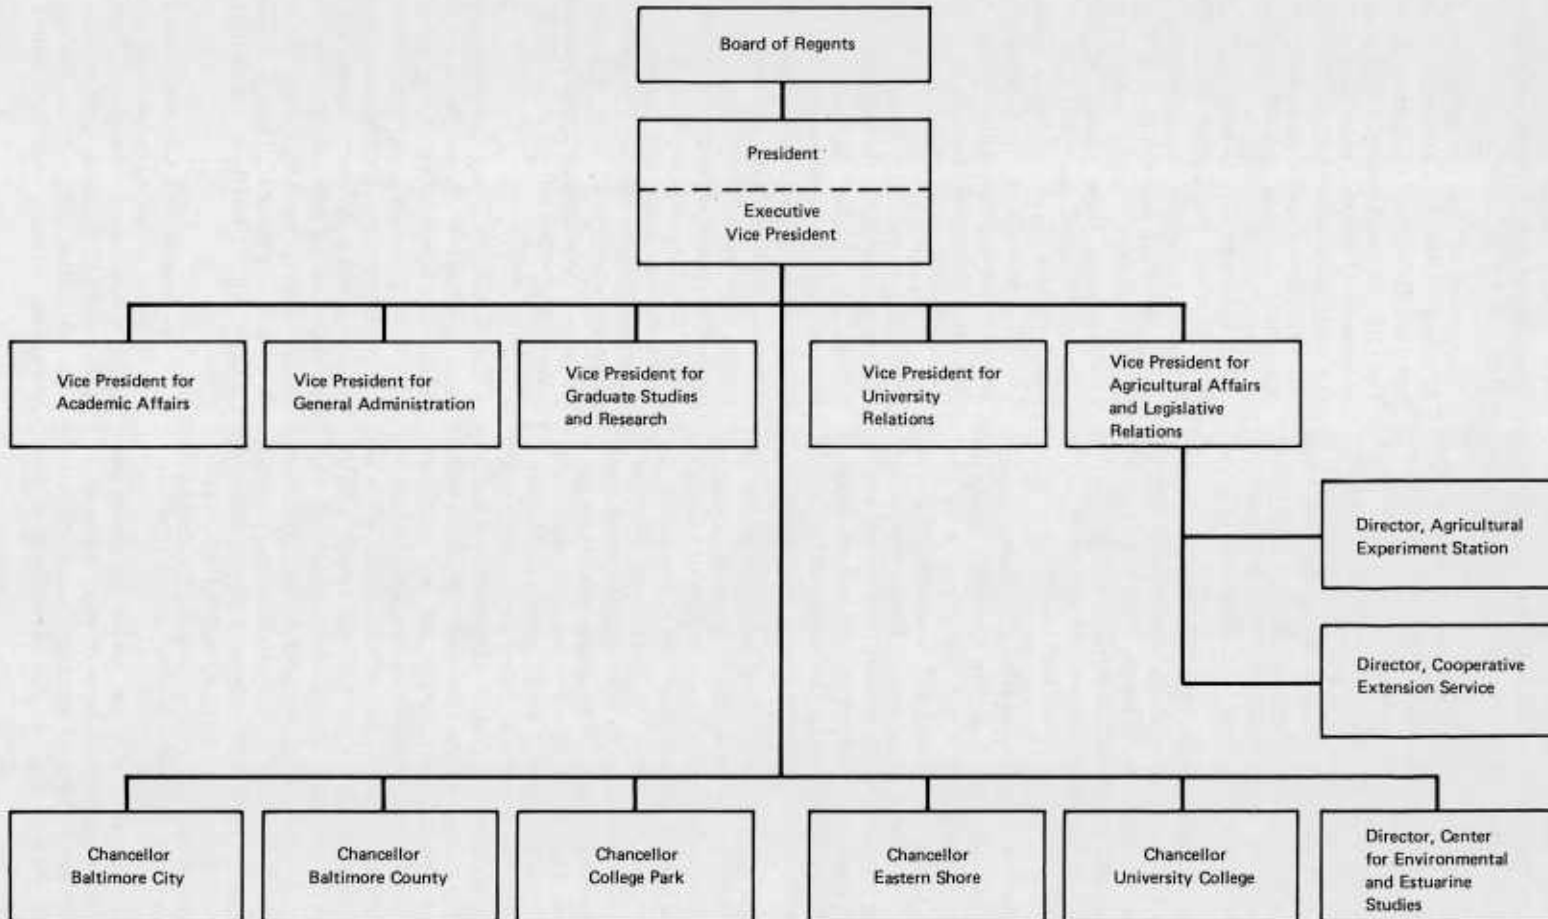 Board of Regents
President
Executive
Vice President
Vice President for
Academic Affairs
Vice President for
General Administration
Vice President for
Graduate Studies
and Research
Vice President for
University
Relations
Vice President for
Agricultural Affairs
and Legislative
Relations
Director, Agricultural
Experiment Station
Director, Cooperative
Extension Service
Chancellor
Baltimore City
Chancellor
Baltimore County
Chancellor
College Park
Chancellor
Eastern Shore
Chancellor
University College
Director, Center
for Environmental
and Estuarine
Studies